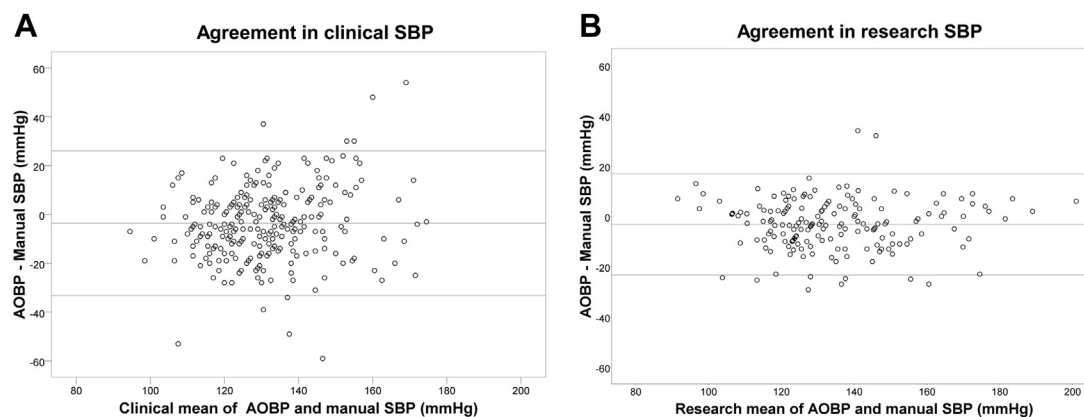 A
Agreement in clinical SBP
AOBP - Manual SBP (mmHg)
60
40
20
0
-20
-40
-60
80 100 120 140 160 180 200
Clinical mean of AOBP and manual SBP (mmHg)
B
Agreement in research SBP
AOBP - Manual SBP (mmHg)
60
40
20
0
-20
-40
-60
80 100 120 140 160 180 200
Research mean of AOBP and manual SBP (mmHg)